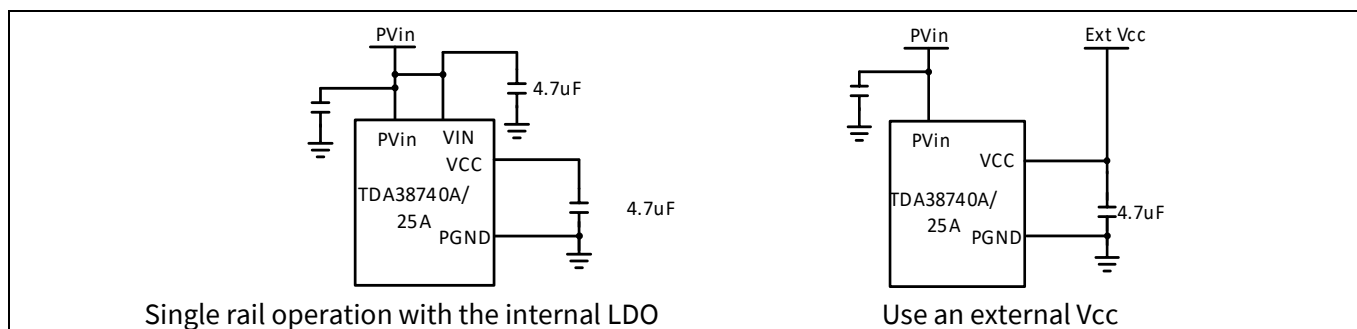 PVin
4.7uF
PVin
VIN
VCC
TDA38740A/
25A
4.7uF
PGND
Single rail operation with the internal LDO
PVin
Ext Vcc
PVin
VCC
TDA38740A/
25A
4.7uF
PGND
Use an external Vcc